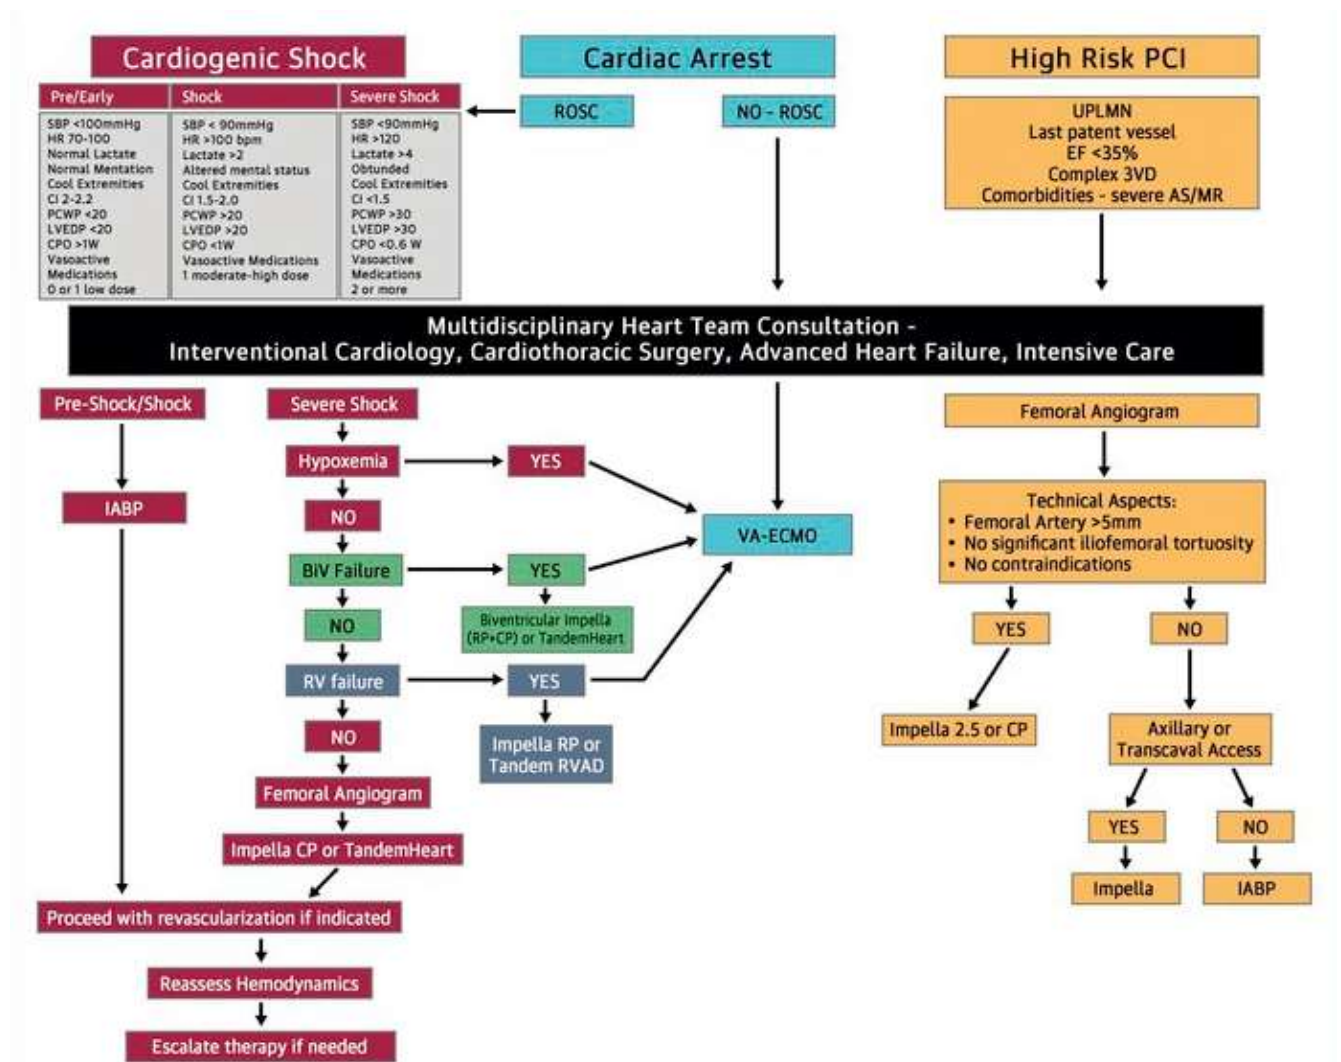 Cardiogenic Shock
Pre/Early
SBP <100mmHg
HR 70-100
Normal Lactate
Normal Mentation
Cool Extremities
CI 2-2.2
PCWP <20
LVEDP <20
CPO >1W
Vasoactive
Medications
0 or 1 low dose
Shock
SBP < 90mmHg
HR >100 bpm
Lactate >2
Altered mental status
Cool Extremities
CI 1.5-2.0
PCWP >20
LVEDP >20
CPO <1W
Vasoactive Medications
1 moderate-high dose
Severe Shock
SBP <90mmHg
HR >120
Lactate >4
Obtunded
Cool Extremities
CI <1.5
PCWP >30
LVEDP >30
CPO <0.6 W
Vasoactive
Medications
2 or more
Cardiac Arrest
ROSC
NO - ROSC
High Risk PCI
UPLMN
Last patent vessel
EF <35%
Complex 3VD
Comorbidities - severe AS/MR
Multidisciplinary Heart Team Consultation -
Interventional Cardiology, Cardiothoracic Surgery, Advanced Heart Failure, Intensive Care
Pre-Shock/Shock
IABP
Severe Shock
Hypoxemia
YES
NO
BiV Failure
YES
Biventricular Impella
(RP+CP) or TandemHeart
NO
RV failure
YES
Impella RP or
Tandem RVAD
NO
Femoral Angiogram
Impella CP or TandemHeart
Proceed with revascularization if indicated
Reassess Hemodynamics
Escalate therapy if needed
VA-ECMO
Femoral Angiogram
Technical Aspects:
• Femoral Artery >5mm
• No significant iliofemoral tortuosity
• No contraindications
YES
NO
Impella 2.5 or CP
Axillary or
Transcaval Access
YES
NO
Impella
IABP